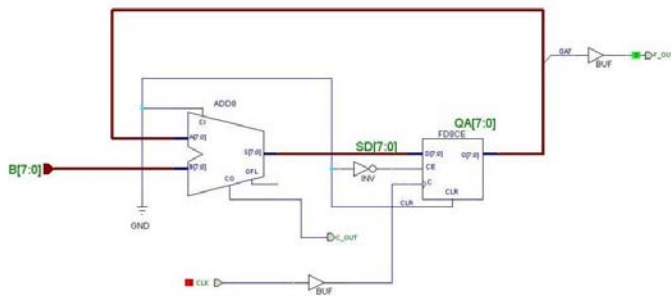 QA7
F_OU
BUF
ADD8
QA[7:0]
FD8CE
CI
A[7:0]
SD[7:0]
S[7:0]
D[7:0]
Q[7:0]
B[7:0]
B[7:0]
OFL
CE
INV
CO
C
CLR
CLR
GND
C_OUT
CLK
BUF